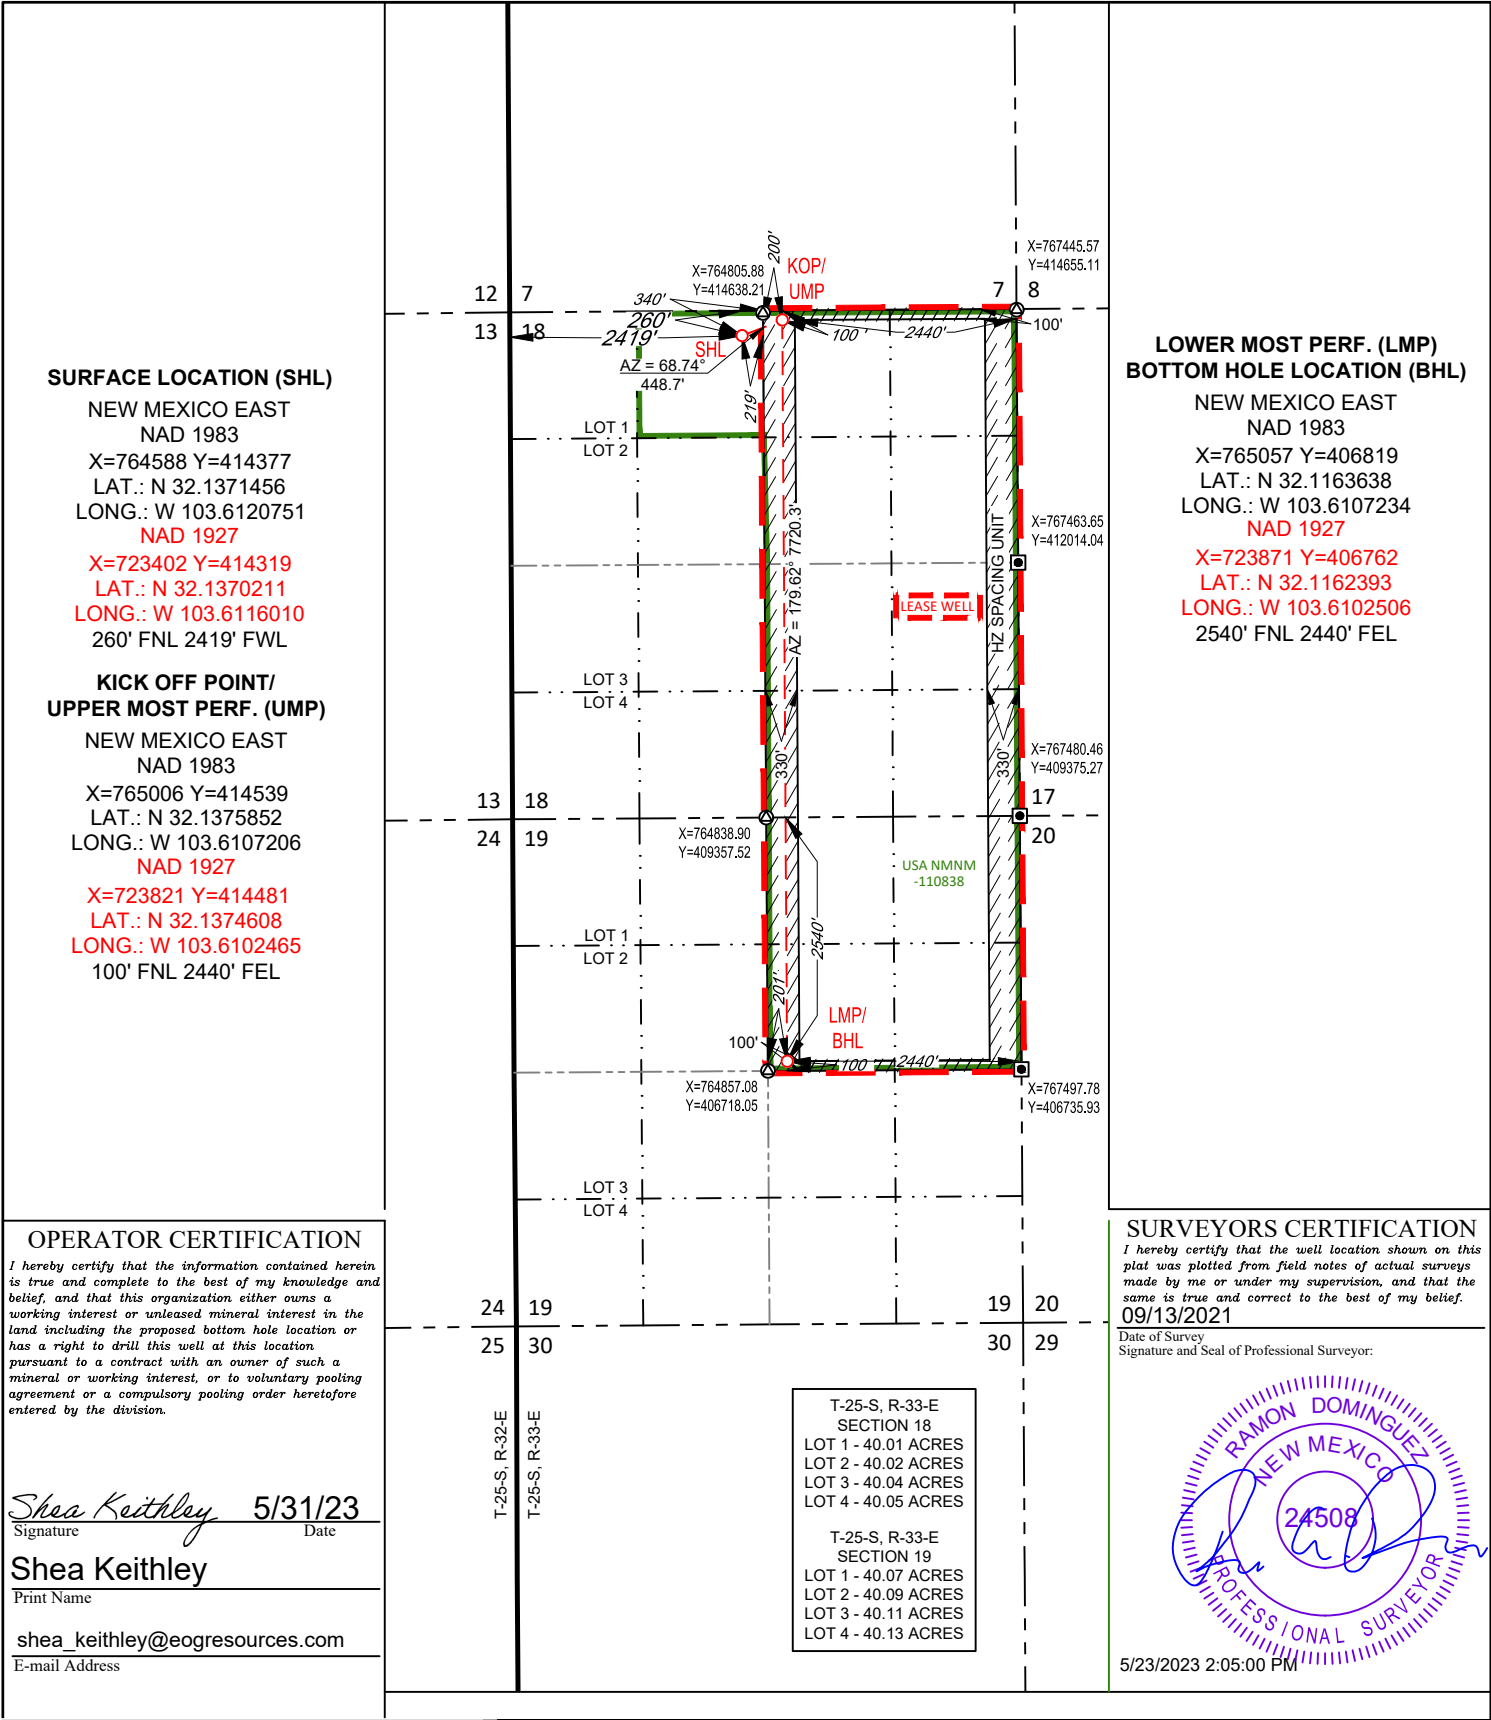 SURFACE LOCATION (SHL)
NEW MEXICO EAST
NAD 1983
X=764588 Y=414377
LAT.: N 32.1371456
LONG.: W 103.6120751
NAD 1927
X=723402 Y=414319
LAT.: N 32.1370211
LONG.: W 103.6116010
260' FNL 2419' FWL
KICK OFF POINT/
UPPER MOST PERF. (UMP)
NEW MEXICO EAST
NAD 1983
X=765006 Y=414539
LAT.: N 32.1375852
LONG.: W 103.6107206
NAD 1927
X=723821 Y=414481
LAT.: N 32.1374608
LONG.: W 103.6102465
100' FNL 2440' FEL
X=764805.88
Y=414638.21
200'
KOP/
UMP
X=767445.57
Y=414655.11
12 7
7 8
13 18
340'
260'
2419'
SHL
100'
2440'
100'
AZ = 68.74°
448.7'
219'
LOT 1
LOT 2
X=767463.65
Y=412014.04
AZ = 179.62° 7720.3'
LEASE WELL
HZ SPACING UNIT
LOT 3
LOT 4
330'
330'
X=767480.46
Y=409375.27
13 18
17
24 19
20
X=764838.90
Y=409357.52
USA NMNM
-110838
LOT 1
LOT 2
2540'
201'
LMP/
BHL
100'
100
2440'
X=764857.08
Y=406718.05
X=767497.78
Y=406735.93
LOT 3
LOT 4
24 19
19 20
25 30
30 29
T-25-S, R-32-E
T-25-S, R-33-E
T-25-S, R-33-E
SECTION 18
LOT 1 - 40.01 ACRES
LOT 2 - 40.02 ACRES
LOT 3 - 40.04 ACRES
LOT 4 - 40.05 ACRES
T-25-S, R-33-E
SECTION 19
LOT 1 - 40.07 ACRES
LOT 2 - 40.09 ACRES
LOT 3 - 40.11 ACRES
LOT 4 - 40.13 ACRES
LOWER MOST PERF. (LMP)
BOTTOM HOLE LOCATION (BHL)
NEW MEXICO EAST
NAD 1983
X=765057 Y=406819
LAT.: N 32.1163638
LONG.: W 103.6107234
NAD 1927
X=723871 Y=406762
LAT.: N 32.1162393
LONG.: W 103.6102506
2540' FNL 2440' FEL
OPERATOR CERTIFICATION
I hereby certify that the information contained herein
is true and complete to the best of my knowledge and
belief, and that this organization either owns a
working interest or unleased mineral interest in the
land including the proposed bottom hole location or
has a right to drill this well at this location
pursuant to a contract with an owner of such a
mineral or working interest, or to voluntary pooling
agreement or a compulsory pooling order heretofore
entered by the division.
Shea Keithley 5/31/23
Signature Date
Shea Keithley
Print Name
shea_keithley@eogresources.com
E-mail Address
SURVEYORS CERTIFICATION
I hereby certify that the well location shown on this
plat was plotted from field notes of actual surveys
made by me or under my supervision, and that the
same is true and correct to the best of my belief.
09/13/2021
Date of Survey
Signature and Seal of Professional Surveyor:
RAMON DOMINGUEZ
NEW MEXICO
24508
PROFESSIONAL SURVEYOR
5/23/2023 2:05:00 PM